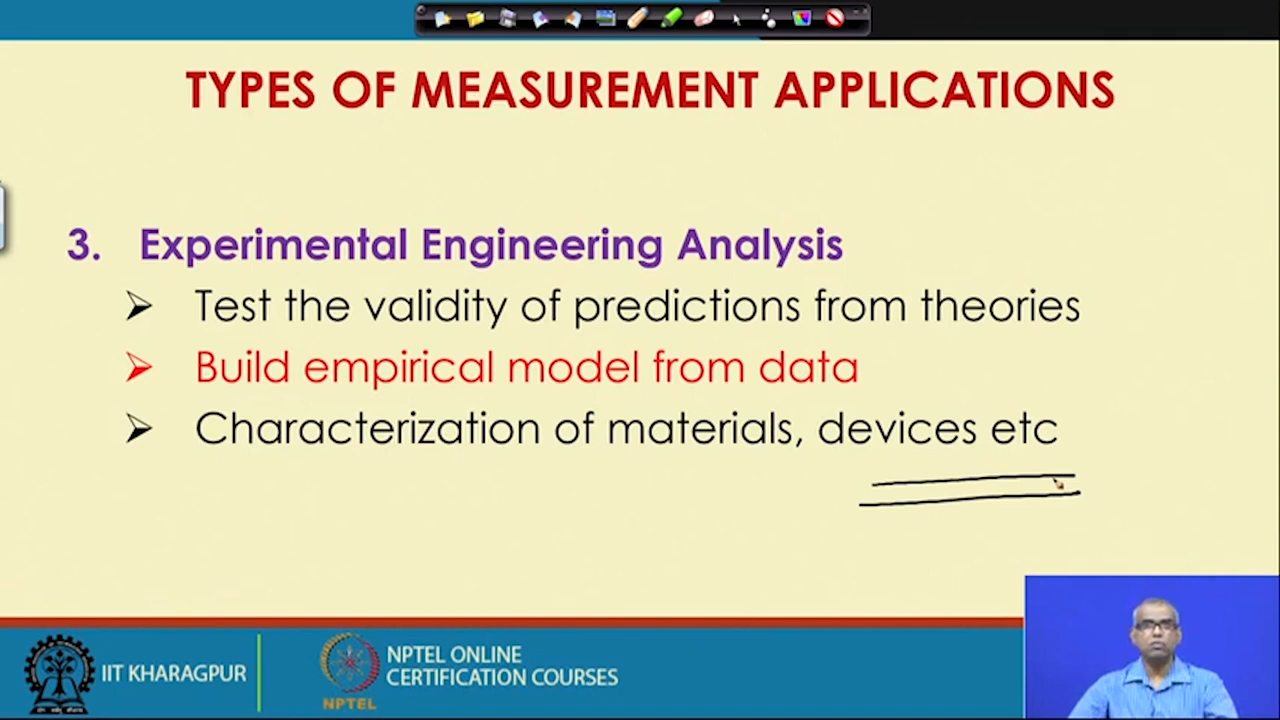 TYPES OF MEASUREMENT APPLICATIONS
3. Experimental Engineering Analysis
➢ Test the validity of predictions from theories
➢ Build empirical model from data
➢ Characterization of materials, devices etc
IIT KHARAGPUR
NPTEL
NPTEL ONLINE
CERTIFICATION COURSES